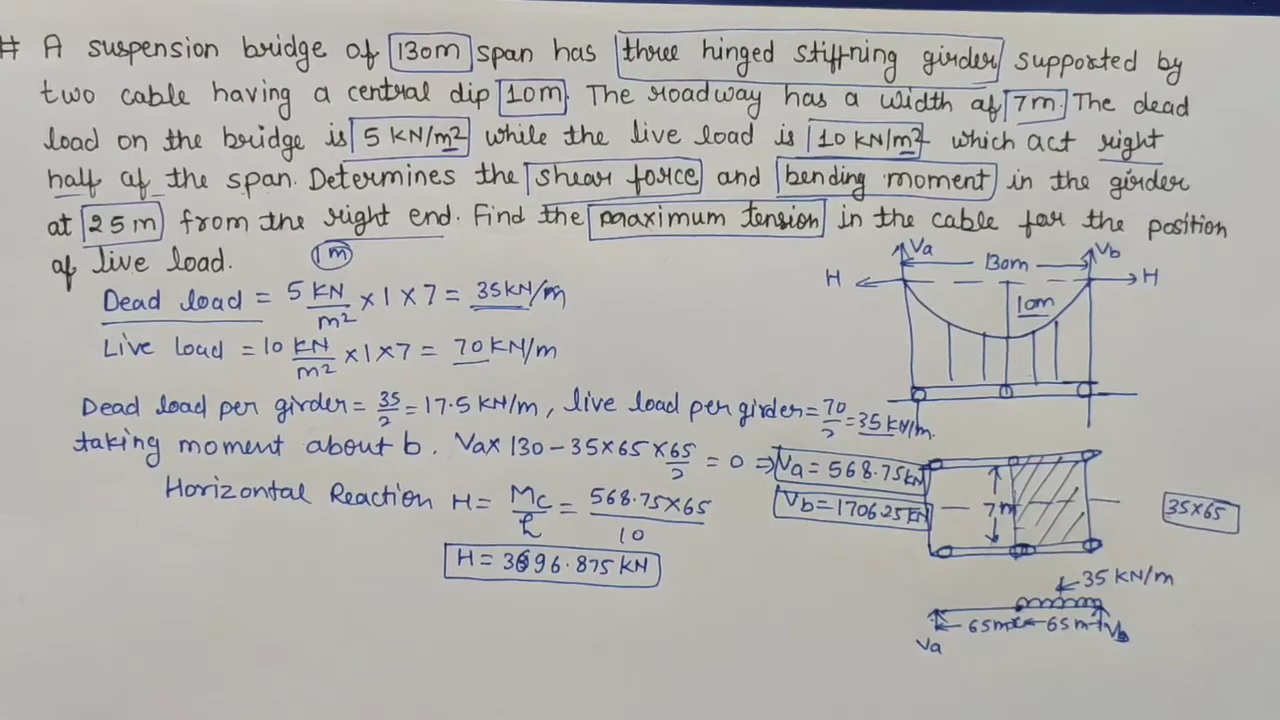 # A suspension bridge of 130m span has three hinged stiffning girder supported by
two cable having a central dip 10m. The roadway has a width of 7m. The dead
load on the bridge is 5 KN/m2 while the live load is 10 KN/m2 which act right
half of the span. Determines the shear force and bending moment in the girder
at 25m from the right end. Find the maximum tension in the cable for the position
of live load.
1m
Va 130m Vb
H H
10m
Dead load = 5 KN/m2 × 1 × 7 = 35KN/m
Live load = 10 KN/m2 × 1 × 7 = 70 KN/m
Dead load per girder = 35/2 = 17.5 KN/m, live load per girder = 70/2 = 35 KN/m.
taking moment about b. Va × 130 - 35 × 65 × 65/2 = 0 ⇒ Va = 568.75KN
Vb = 1706.25KN
Horizontal Reaction H = Mc/h = 568.75×65/10
H = 3696.875 KN
7m
35×65
35 KN/m
65m 65m
Va Vb